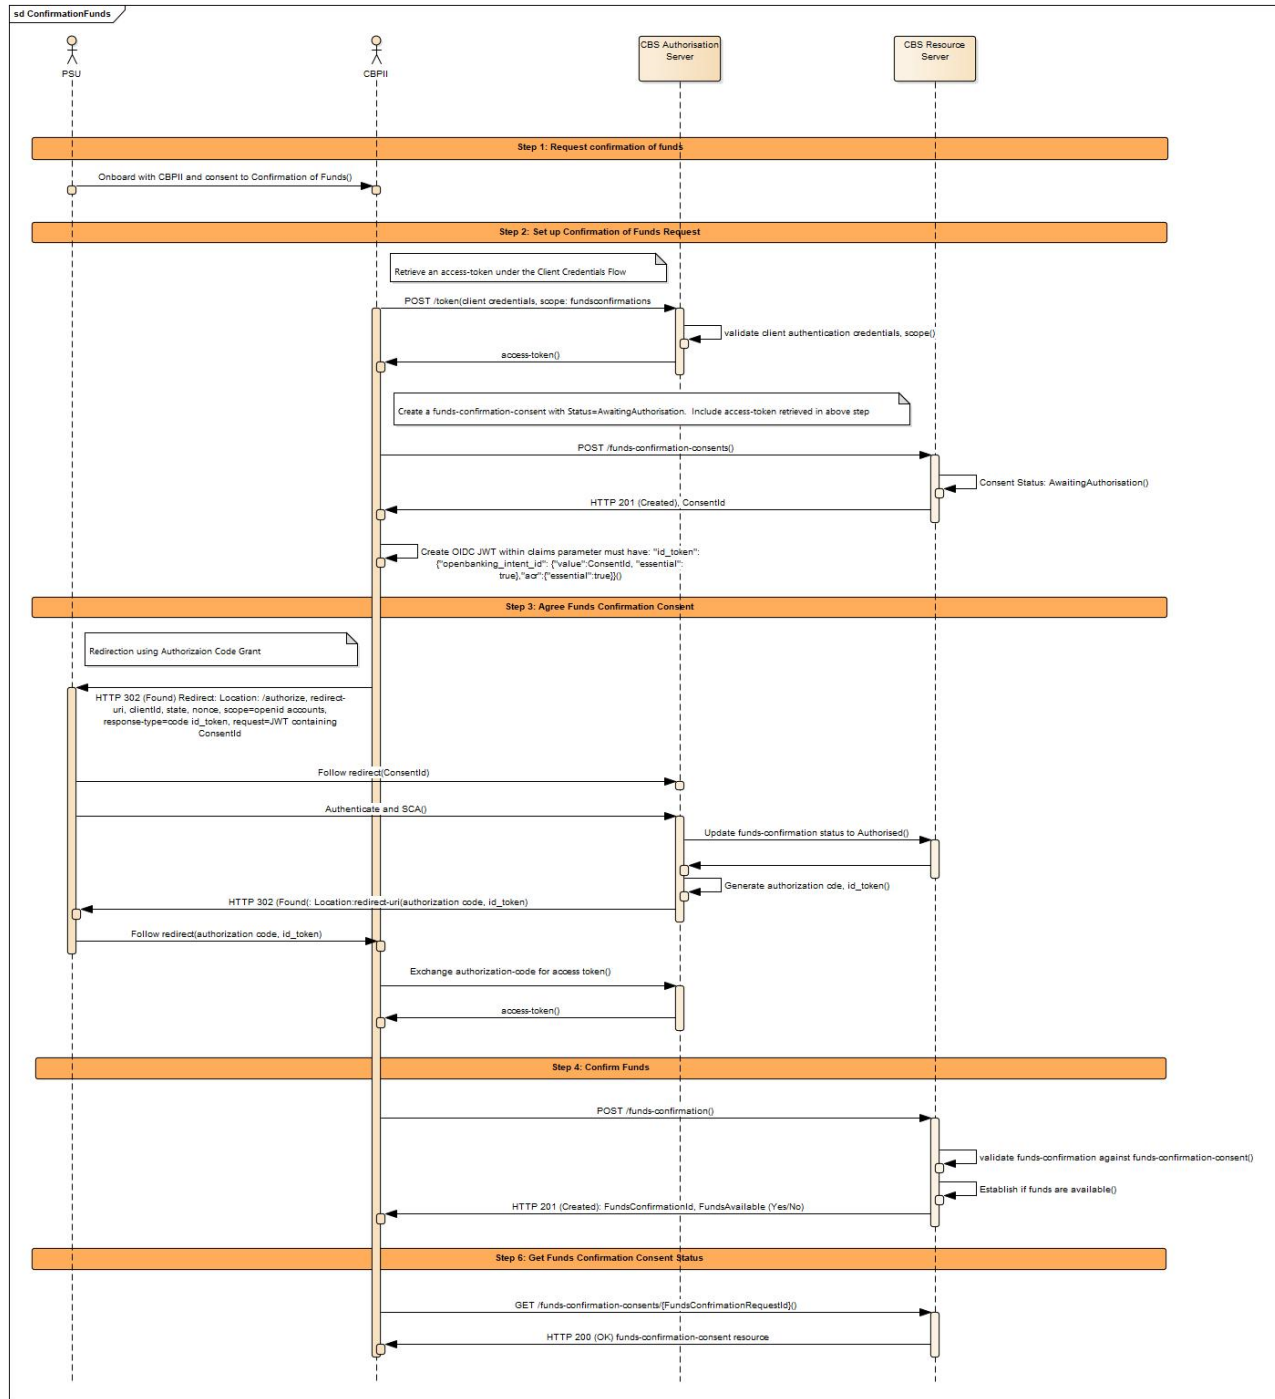 sd ConfirmationFunds
PSU
CBPII
CBS Authorisation
Server
CBS Resource
Server
Step 1: Request confirmation of funds
Onboard with CBPII and consent to Confirmation of Funds()
Step 2: Set up Confirmation of Funds Request
Retrieve an access-token under the Client Credentials Flow
POST /token(client credentials, scope: fundsconfirmations
validate client authentication credentials, scope()
access-token()
Create a funds-confirmation-consent with Status=AwaitingAuthorisation.  Include access-token retrieved in above step
POST /funds-confirmation-consents()
Consent Status: AwaitingAuthorisation()
HTTP 201 (Created), ConsentId
Create OIDC JWT within claims parameter must have: "id_token":
{"openbanking_intent_id": {"value":ConsentId, "essential":
true},"acr":{"essential":true}}()
Step 3: Agree Funds Confirmation Consent
Redirection using Authorizaion Code Grant
HTTP 302 (Found) Redirect: Location: /authorize, redirect-
uri, clientId, state, nonce, scope=openid accounts,
response-type=code id_token, request=JWT containing
ConsentId
Follow redirect(ConsentId)
Authenticate and SCA()
Update funds-confirmation status to Authorised()
Generate authorization cde, id_token()
HTTP 302 (Found(: Location:redirect-uri(authorization code, id_token)
Follow redirect(authorization code, id_token)
Exchange authorization-code for access token()
access-token()
Step 4: Confirm Funds
POST /funds-confirmation()
validate funds-confirmation against funds-confirmation-consent()
Establish if funds are available()
HTTP 201 (Created): FundsConfirmationId, FundsAvailable (Yes/No)
Step 6: Get Funds Confirmation Consent Status
GET /funds-confirmation-consents/{FundsConfrimationRequestId}()
HTTP 200 (OK) funds-confirmation-consent resource